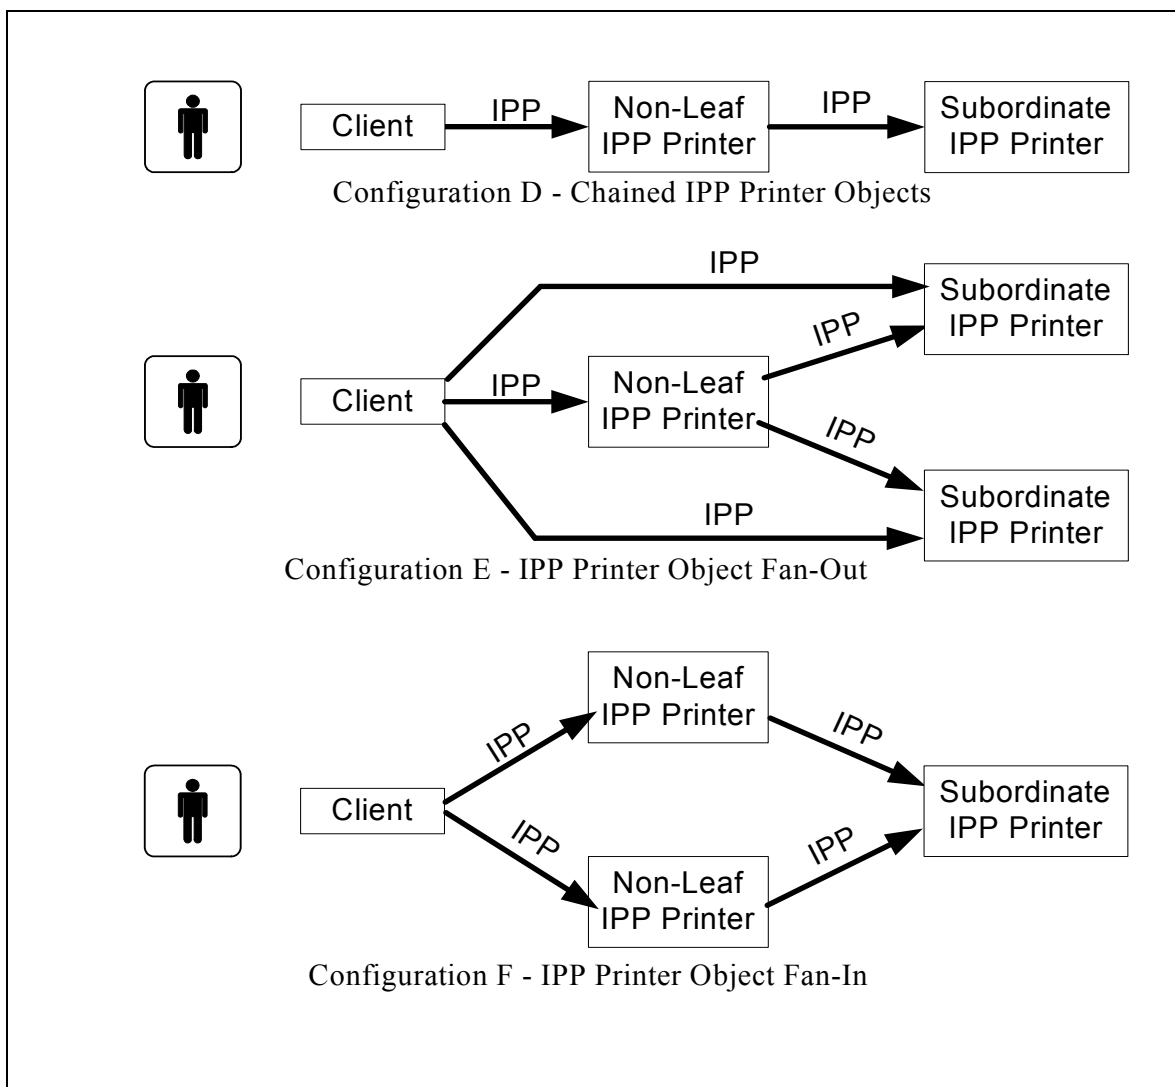 Client
IPP
Non-Leaf
IPP Printer
IPP
Subordinate
IPP Printer
Configuration D - Chained IPP Printer Objects
IPP
Subordinate
IPP Printer
IPP
Client
IPP
Non-Leaf
IPP Printer
IPP
Subordinate
IPP Printer
IPP
Configuration E - IPP Printer Object Fan-Out
Non-Leaf
IPP Printer
IPP
IPP
Client
Subordinate
IPP Printer
IPP
IPP
Non-Leaf
IPP Printer
Configuration F - IPP Printer Object Fan-In